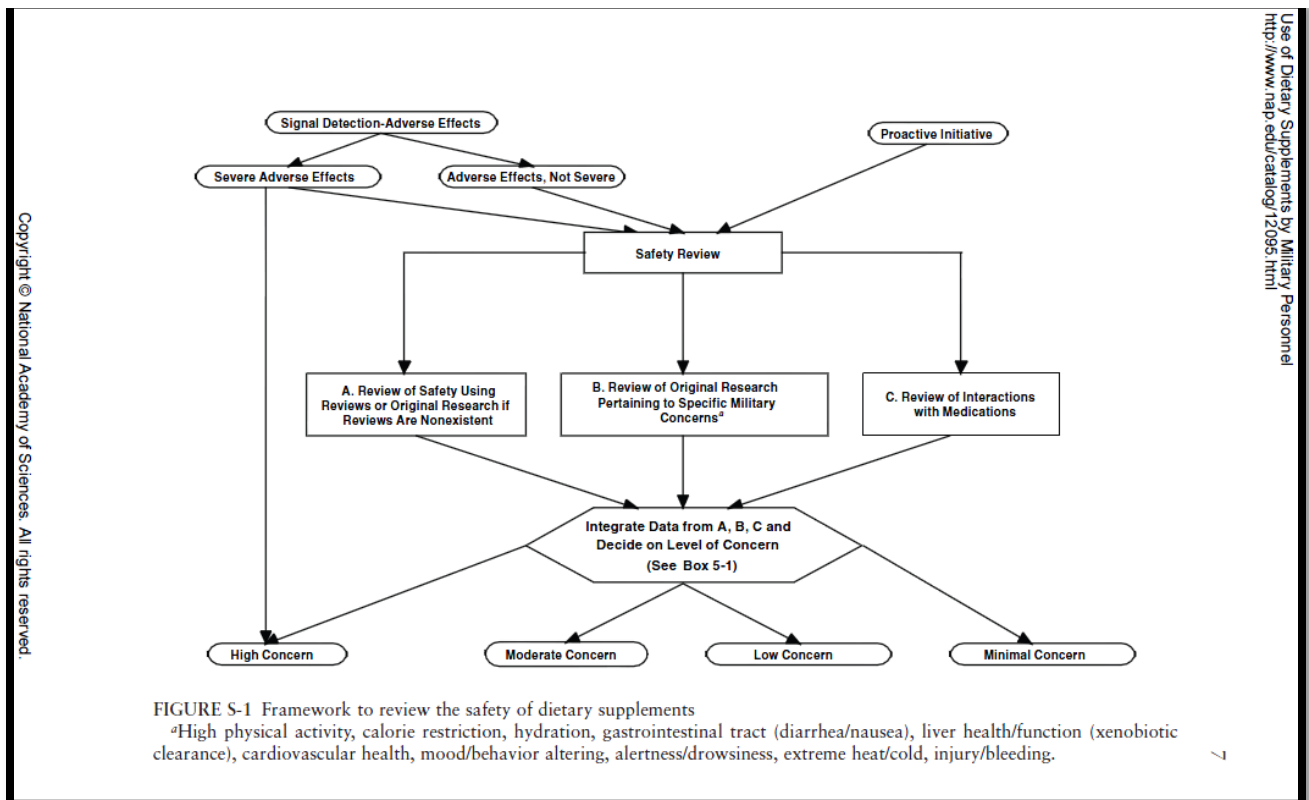 Use of Dietary Supplements by Military Personnel
http://www.nap.edu/catalog/12095.html
Signal Detection-Adverse Effects
Proactive Initiative
Severe Adverse Effects
Adverse Effects, Not Severe
Safety Review
A. Review of Safety Using
Reviews or Original Research if
Reviews Are Nonexistent
B. Review of Original Research
Pertaining to Specific Military
Concernsa
C. Review of Interactions
with Medications
Integrate Data from A, B, C and
Decide on Level of Concern
(See Box 5-1)
High Concern
Moderate Concern
Low Concern
Minimal Concern
FIGURE S-1 Framework to review the safety of dietary supplements
aHigh physical activity, calorie restriction, hydration, gastrointestinal tract (diarrhea/nausea), liver health/function (xenobiotic
clearance), cardiovascular health, mood/behavior altering, alertness/drowsiness, extreme heat/cold, injury/bleeding.
7
Copyright © National Academy of Sciences. All rights reserved.